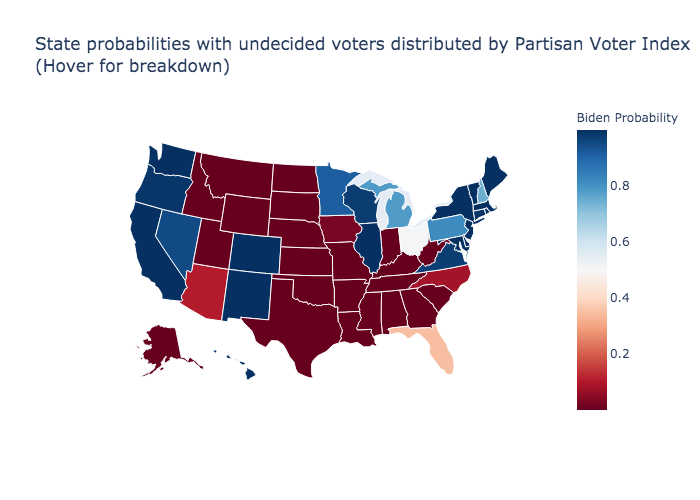 State probabilities with undecided voters distributed by Partisan Voter Index
(Hover for breakdown)
Biden Probability
0.8
0.6
0.4
0.2